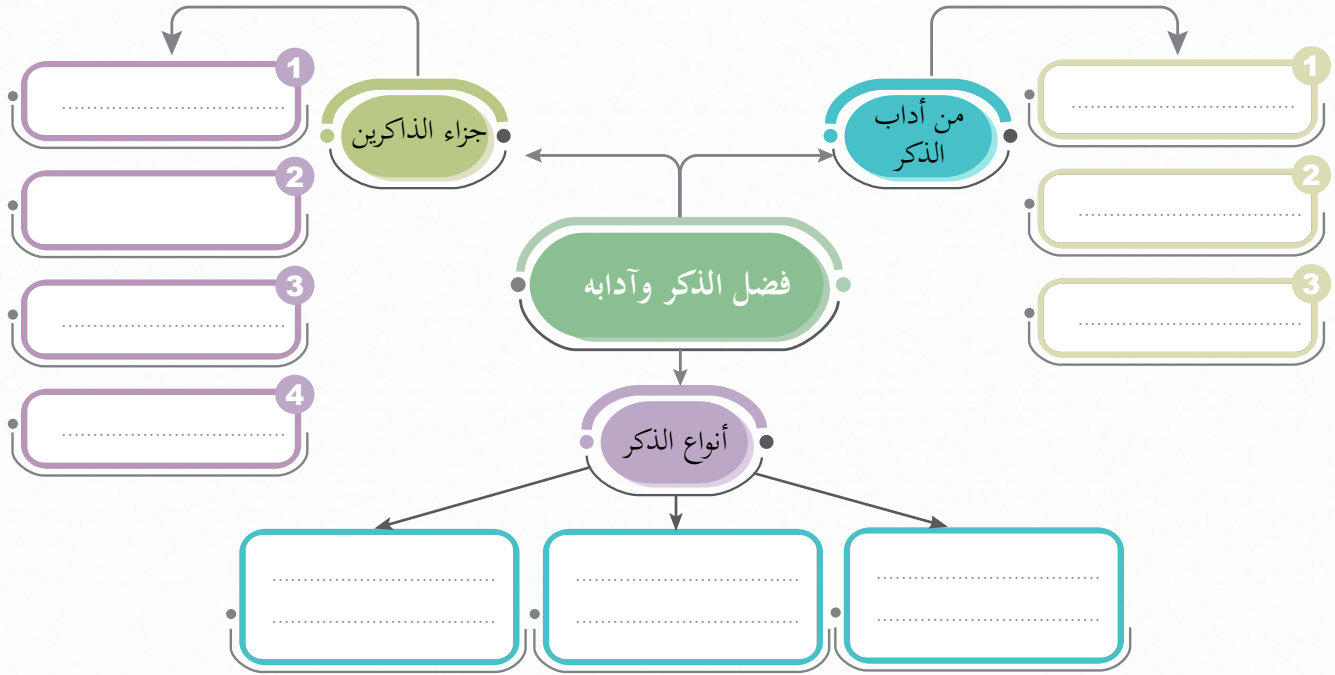 من أداب
الذكر
1
2
3
جزاء الذاكرين
1
2
3
4
فضل الذكر وآدابه
أنواع الذكر